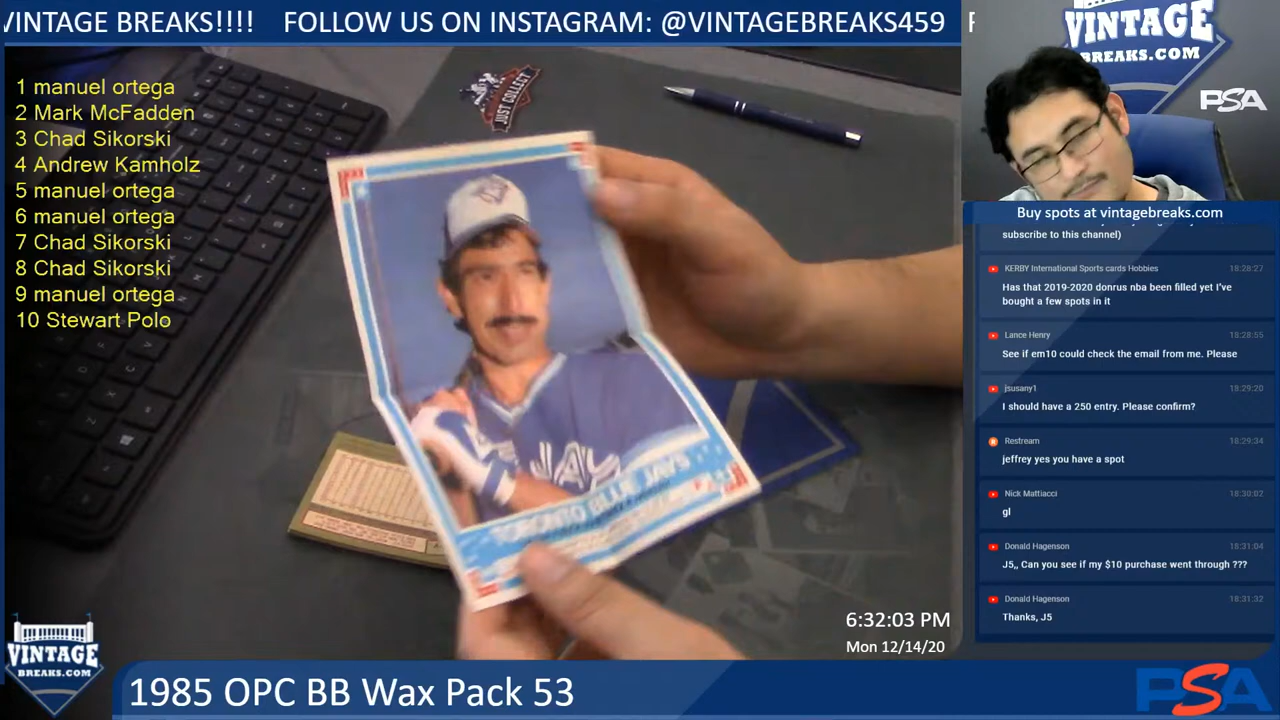 VINTAGE BREAKS!!!! FOLLOW US ON INSTAGRAM: @VINTAGEBREAKS459
VINTAGE
BREAKS.COM
PSA
JUST COLLECT
1 manuel ortega
2 Mark McFadden
3 Chad Sikorski
4 Andrew Kamholz
5 manuel ortega
6 manuel ortega
7 Chad Sikorski
8 Chad Sikorski
9 manuel ortega
10 Stewart Polo
JAYS
TORONTO BLUE JAYS
Buy spots at vintagebreaks.com
subscribe to this channel)
KERBY International Sports cards Hobbies 18:28:27
Has that 2019-2020 donrus nba been filled yet I've
bought a few spots in it
Lance Henry 18:28:55
See if em10 could check the email from me. Please
jsusany1 18:29:20
I should have a 250 entry. Please confirm?
Restream 18:29:34
jeffrey yes you have a spot
Nick Mattiacci 18:30:02
gl
Donald Hagenson 18:31:04
J5,, Can you see if my $10 purchase went through ???
Donald Hagenson 18:31:32
Thanks, J5
6:32:03 PM
Mon 12/14/20
VINTAGE
BREAKS.COM
1985 OPC BB Wax Pack 53
PSA